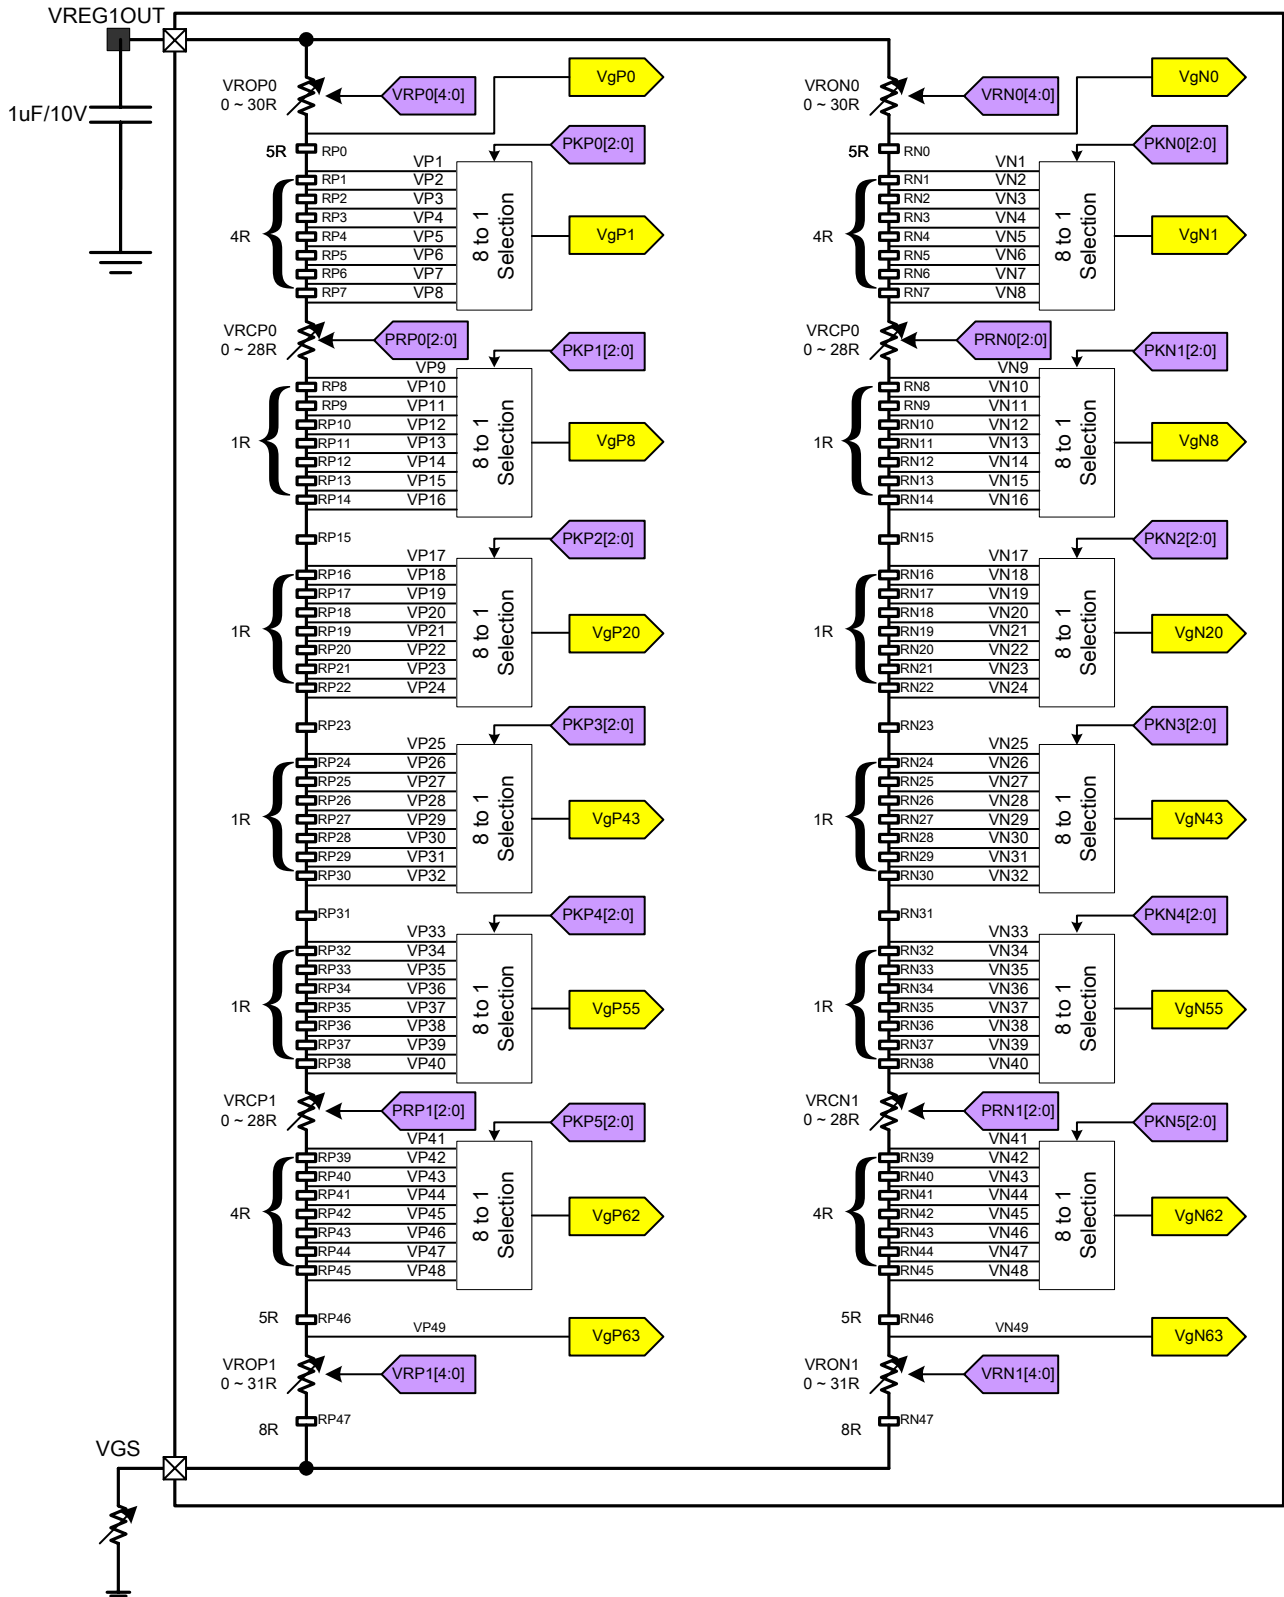 VREG1OUT
1uF/10V
VROP0
0 ~ 30R
VRP0[4:0]
VgP0
5R
RP0
PKP0[2:0]
VP1
RP1
VP2
RP2
VP3
RP3
VP4
4R
RP4
VP5
RP5
VP6
RP6
VP7
RP7
VP8
8 to 1
Selection
VgP1
VRCP0
0 ~ 28R
PRP0[2:0]
PKP1[2:0]
VP9
RP8
VP10
RP9
VP11
RP10
VP12
1R
RP11
VP13
RP12
VP14
RP13
VP15
RP14
VP16
8 to 1
Selection
VgP8
RP15
PKP2[2:0]
VP17
RP16
VP18
RP17
VP19
RP18
VP20
1R
RP19
VP21
RP20
VP22
RP21
VP23
RP22
VP24
8 to 1
Selection
VgP20
RP23
PKP3[2:0]
VP25
RP24
VP26
RP25
VP27
RP26
VP28
1R
RP27
VP29
RP28
VP30
RP29
VP31
RP30
VP32
8 to 1
Selection
VgP43
RP31
PKP4[2:0]
VP33
RP32
VP34
RP33
VP35
RP34
VP36
1R
RP35
VP37
RP36
VP38
RP37
VP39
RP38
VP40
8 to 1
Selection
VgP55
VRCP1
0 ~ 28R
PRP1[2:0]
PKP5[2:0]
VP41
RP39
VP42
RP40
VP43
RP41
VP44
4R
RP42
VP45
RP43
VP46
RP44
VP47
RP45
VP48
8 to 1
Selection
VgP62
5R
RP46
VP49
VgP63
VROP1
0 ~ 31R
VRP1[4:0]
8R
RP47
VRON0
0 ~ 30R
VRN0[4:0]
VgN0
5R
RN0
PKN0[2:0]
VN1
RN1
VN2
RN2
VN3
RN3
VN4
4R
RN4
VN5
RN5
VN6
RN6
VN7
RN7
VN8
8 to 1
Selection
VgN1
VRCP0
0 ~ 28R
PRN0[2:0]
PKN1[2:0]
VN9
RN8
VN10
RN9
VN11
RN10
VN12
1R
RN11
VN13
RN12
VN14
RN13
VN15
RN14
VN16
8 to 1
Selection
VgN8
RN15
PKN2[2:0]
VN17
RN16
VN18
RN17
VN19
RN18
VN20
1R
RN19
VN21
RN20
VN22
RN21
VN23
RN22
VN24
8 to 1
Selection
VgN20
RN23
PKN3[2:0]
VN25
RN24
VN26
RN25
VN27
RN26
VN28
1R
RN27
VN29
RN28
VN30
RN29
VN31
RN30
VN32
8 to 1
Selection
VgN43
RN31
PKN4[2:0]
VN33
RN32
VN34
RN33
VN35
RN34
VN36
1R
RN35
VN37
RN36
VN38
RN37
VN39
RN38
VN40
8 to 1
Selection
VgN55
VRCN1
0 ~ 28R
PRN1[2:0]
PKN5[2:0]
VN41
RN39
VN42
RN40
VN43
RN41
VN44
4R
RN42
VN45
RN43
VN46
RN44
VN47
RN45
VN48
8 to 1
Selection
VgN62
5R
RN46
VN49
VgN63
VRON1
0 ~ 31R
VRN1[4:0]
8R
RN47
VGS